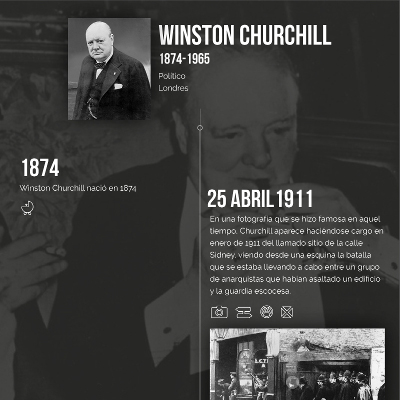 WINSTON CHURCHILL
1874-1965
Político
Londres
1874
Winston Churchill nació en 1874
25 ABRIL 1911
En una fotografía que se hizo famosa en aquel
tiempo, Churchill aparece haciéndose cargo en
enero de 1911 del llamado sitio de la calle
Sidney, viendo desde una esquina la batalla
que se estaba llevando a cabo entre un grupo
de anarquistas que habían asaltado un edificio
y la guardia escocesa.